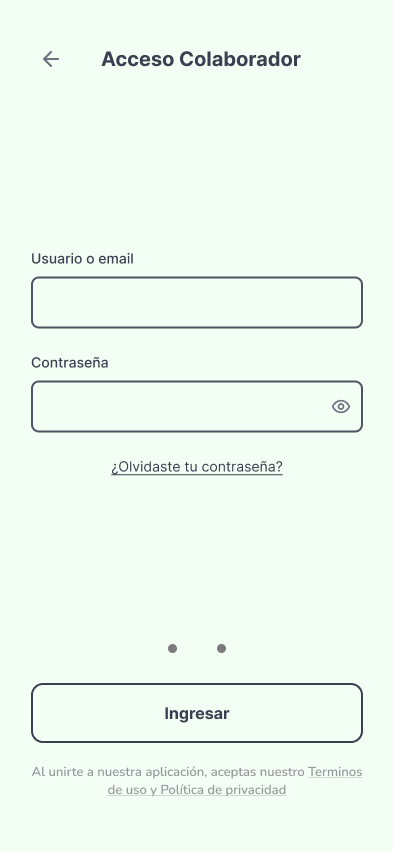 Acceso Colaborador
Usuario o email
Contraseña
¿Olvidaste tu contraseña?
Ingresar
Al unirte a nuestra aplicación, aceptas nuestro Terminos
de uso y Política de privacidad